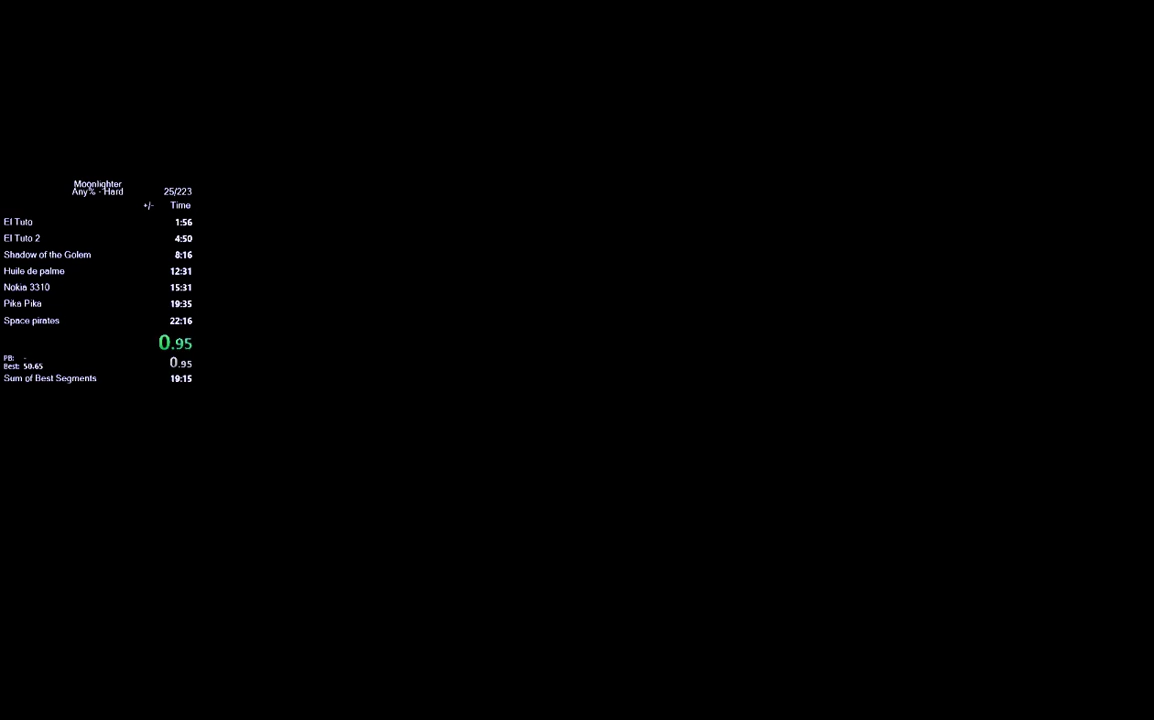 Moonlighter
Any% - Hard 25/223
+/- Time
El Tuto 1:56
El Tuto 2 4:50
Shadow of the Golem 8:16
Huile de palme 12:31
Nokia 3310 15:31
Pika Pika 19:35
Space pirates 22:16
0.95
PB: - 0.95
Best: 50.65
Sum of Best Segments 19:15